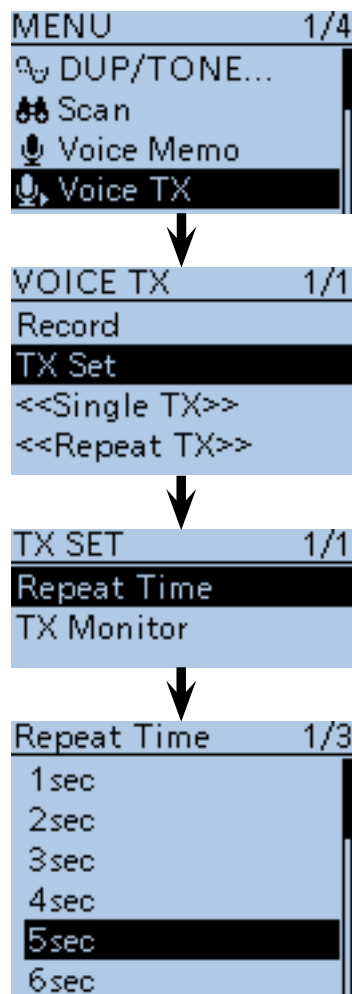 MENU 1/4
DUP/TONE...
Scan
Voice Memo
Voice TX
VOICE TX 1/1
Record
TX Set
<<Single TX>>
<<Repeat TX>>
TX SET 1/1
Repeat Time
TX Monitor
Repeat Time 1/3
1sec
2sec
3sec
4sec
5sec
6sec